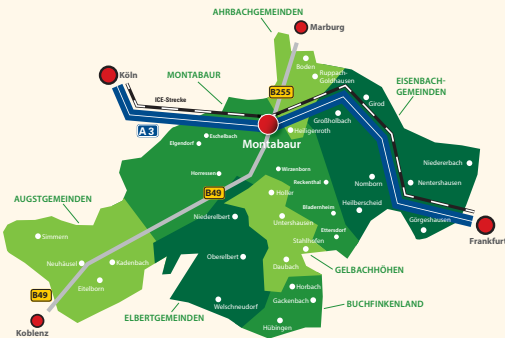 AHRBACHGEMEINDEN
Marburg
Köln
MONTABAUR
Boden
Ruppach-
Goldhausen
EISENBACH-
GEMEINDEN
ICE-Strecke
B255
Girod
A 3
Großholbach
Eschelbach
Heiligenroth
Elgendorf
Montabaur
Niedererbach
Horressen
Wirzenborn
Reckenthal
Nomborn
Nentershausen
AUGSTGEMEINDEN
B49
Holler
Bladernheim
Heilberscheid
Niederelbert
Untershausen
Görgeshausen
Simmern
Ettersdorf
Stahlhofen
Frankfurt
Neuhäusel
Kadenbach
Oberelbert
Daubach
GELBACHHÖHEN
Eitelborn
Horbach
B49
Gackenbach
BUCHFINKENLAND
Welschneudorf
ELBERTGEMEINDEN
Hübingen
Koblenz